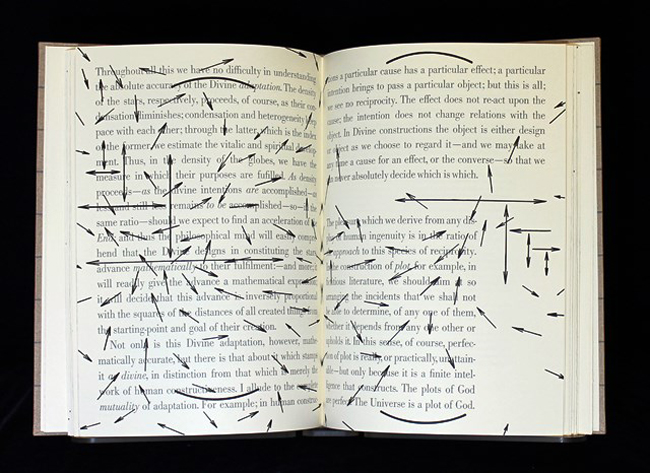 Throughout all this we have no difficulty in understanding
the absolute accuracy of the Divine adaptation. The density
of the stars, respectively, proceeds, of course, as their con-
densation diminishes; condensation and heterogeneity keep
pace with each other; through the latter, which is the index
of the former, we estimate the vitalic and spiritual develop-
ment. Thus, in the density of the globes, we have the
measure in which their purposes are fufilled. As density
proceeds—as the divine intentions are accomplished—as
less and still less remains to be accomplished—so—in the
same ratio—should we expect to find an acceleration of the
End: and thus the philosophical mind will easily compre-
hend that the Divine designs in constituting the stars,
advance mathematically to their fulfilment:—and more; it
will readily give the advance a mathematical expression;
it will decide that this advance is inversely proportional
with the squares of the distances of all created things from
the starting-point and goal of their creation.
Not only is this Divine adaptation, however, mathe-
matically accurate, but there is that about it which stamps
it as divine, in distinction from that which is merely the
work of human constructiveness. I allude to the complete
mutuality of adaptation. For example; in human construc-
tions a particular cause has a particular effect; a particular
intention brings to pass a particular object; but this is all;
we see no reciprocity. The effect does not re-act upon the
cause; the intention does not change relations with the
object. In Divine constructions the object is either design
or object as we choose to regard it—and we may take at
any time a cause for an effect, or the converse—so that we
can never absolutely decide which is which.
The pleasure which we derive from any dis-
play of human ingenuity is in the ratio of
the approach to this species of reciprocity.
In the construction of plot, for example, in
fictitious literature, we should aim at so
arranging the incidents that we shall not
be able to determine, of any one of them,
whether it depends from any one other or
upholds it. In this sense, of course, perfec-
tion of plot is really, or practically, unattain-
able—but only because it is a finite intel-
ligence that constructs. The plots of God
are perfect. The Universe is a plot of God.